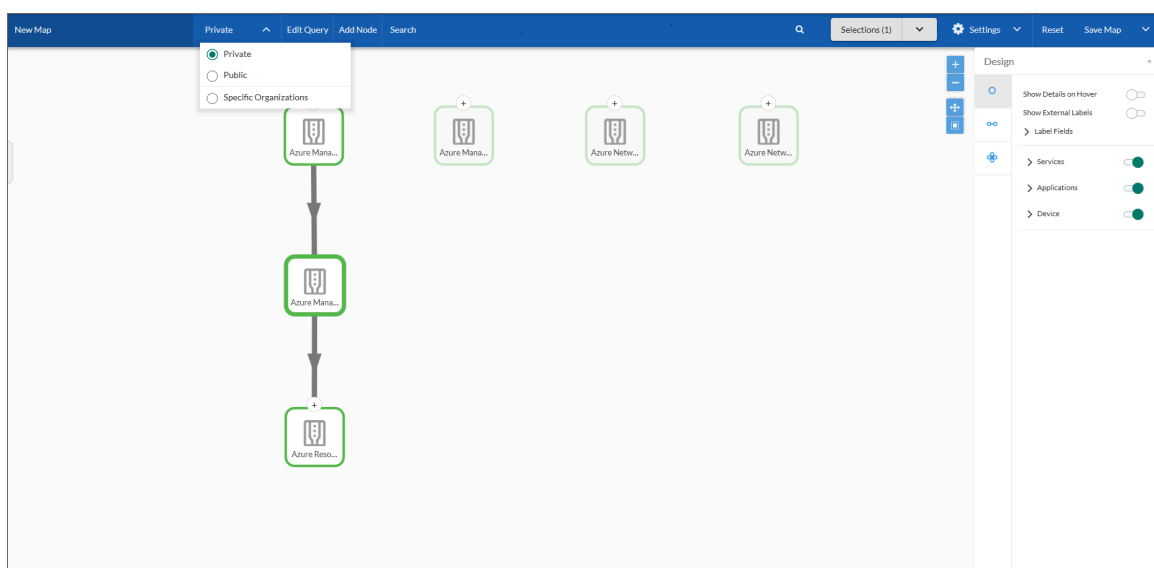 New Map
Private
Edit Query
Add Node
Search
Selections (1)
Settings
Reset
Save Map
Private
Public
Specific Organizations
Design
Show Details on Hover
Show External Labels
Label Fields
Services
Applications
Device
Azure Mana...
Azure Mana...
Azure Netw...
Azure Netw...
Azure Mana...
Azure Reso...